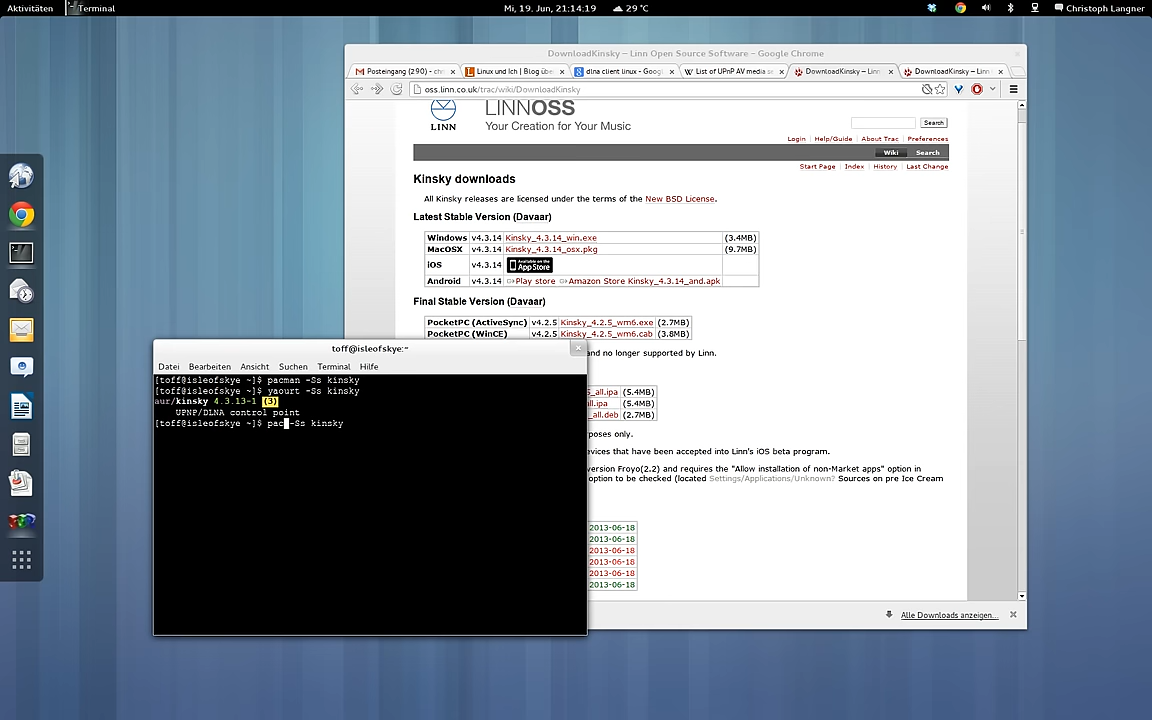 Aktivitäten
Terminal
Mi, 19. Jun, 21:14:19
29 °C
Christoph Langner
DownloadKinsky – Linn Open Source Software – Google Chrome
Linux und Ich | Blog übe
dlna client linux - Goog
List of UPnP AV media s
DownloadKinsky – Linn
DownloadKinsky – Linn
oss.linn.co.uk/trac/wiki/DownloadKinsky
LINN
LINNOSS
Your Creation for Your Music
Search
Login Help/Guide About Trac Preferences
Wiki Search
Start Page Index History Last Change
Kinsky downloads
All Kinsky releases are licensed under the terms of the New BSD License.
Latest Stable Version (Davaar)
Windows v4.3.14 Kinsky_4.3.14_win.exe (3.4MB)
MacOSX v4.3.14 Kinsky_4.3.14_osx.pkg (9.7MB)
iOS v4.3.14 Available on the App Store
Android v4.3.14 Play store Amazon Store Kinsky_4.3.14_and.apk
Final Stable Version (Davaar)
PocketPC (ActiveSync) v4.2.5 Kinsky_4.2.5_wm6.exe (2.7MB)
PocketPC (WinCE) v4.2.5 Kinsky_4.2.5_wm6.cab (3.8MB)
and no longer supported by Linn.
_all.ipa (5.4MB)
all.ipa (5.4MB)
_all.deb (2.7MB)
poses only.
evices that have been accepted into Linn's iOS beta program.
version Froyo(2.2) and requires the "Allow installation of non-Market apps" option in
option to be checked (located Settings/Applications/Unknown? Sources on pre Ice Cream
2013-06-18
2013-06-18
2013-06-18
2013-06-18
2013-06-18
2013-06-18
Alle Downloads anzeigen...
toff@isleofskye:~
Datei Bearbeiten Ansicht Suchen Terminal Hilfe
[toff@isleofskye ~]$ pacman -Ss kinsky
[toff@isleofskye ~]$ yaourt -Ss kinsky
aur/kinsky 4.3.13-1 (3)
UPNP/DLNA control point
[toff@isleofskye ~]$ pac -Ss kinsky